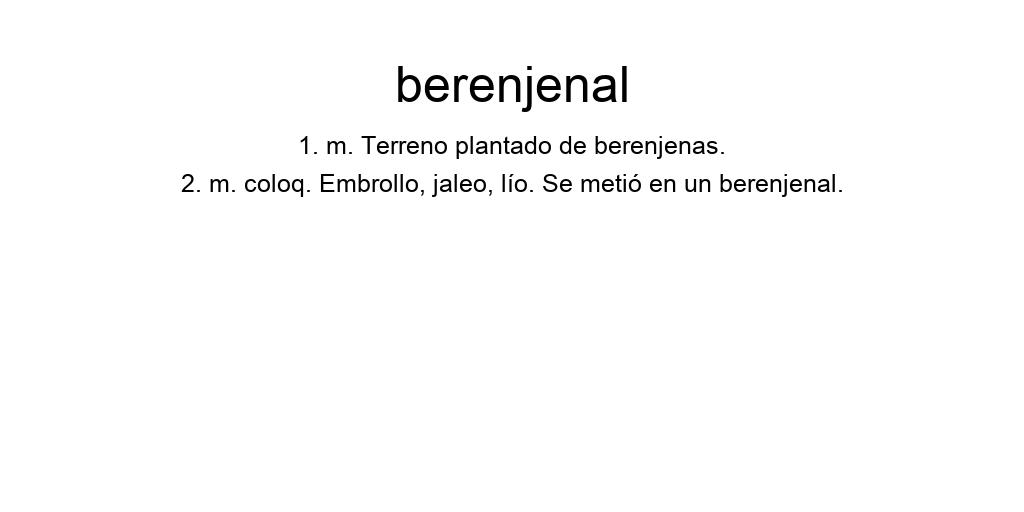 berenjenal
1. m. Terreno plantado de berenjenas.
2. m. coloq. Embrollo, jaleo, lío. Se metió en un berenjenal.